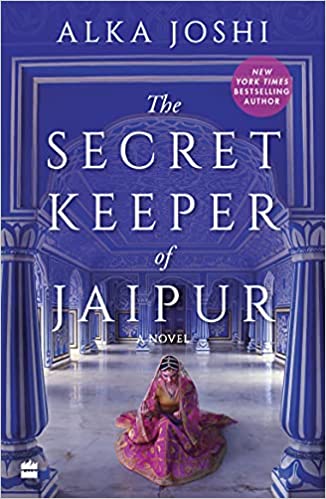 ALKA JOSHI
NEW
YORK TIMES
BESTSELLING
AUTHOR
The
SECRET
KEEPER
of
JAIPUR
A NOVEL